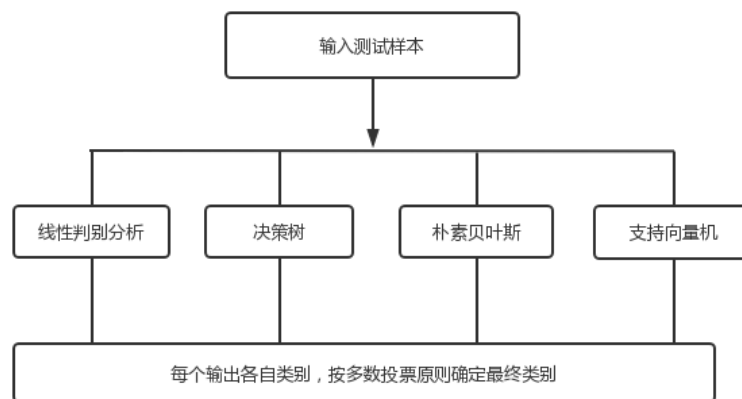 输入测试样本
线性判别分析
决策树
朴素贝叶斯
支持向量机
每个输出各自类别，按多数投票原则确定最终类别